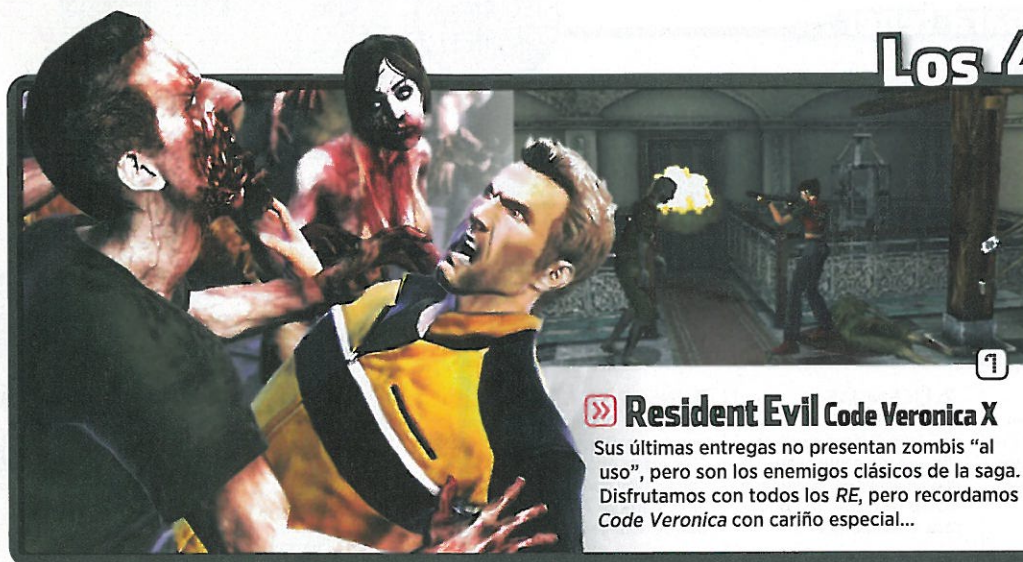 Los 4
1
Resident Evil Code Veronica X
Sus últimas entregas no presentan zombis "al
uso", pero son los enemigos clásicos de la saga.
Disfrutamos con todos los RE, pero recordamos
Code Veronica con cariño especial...